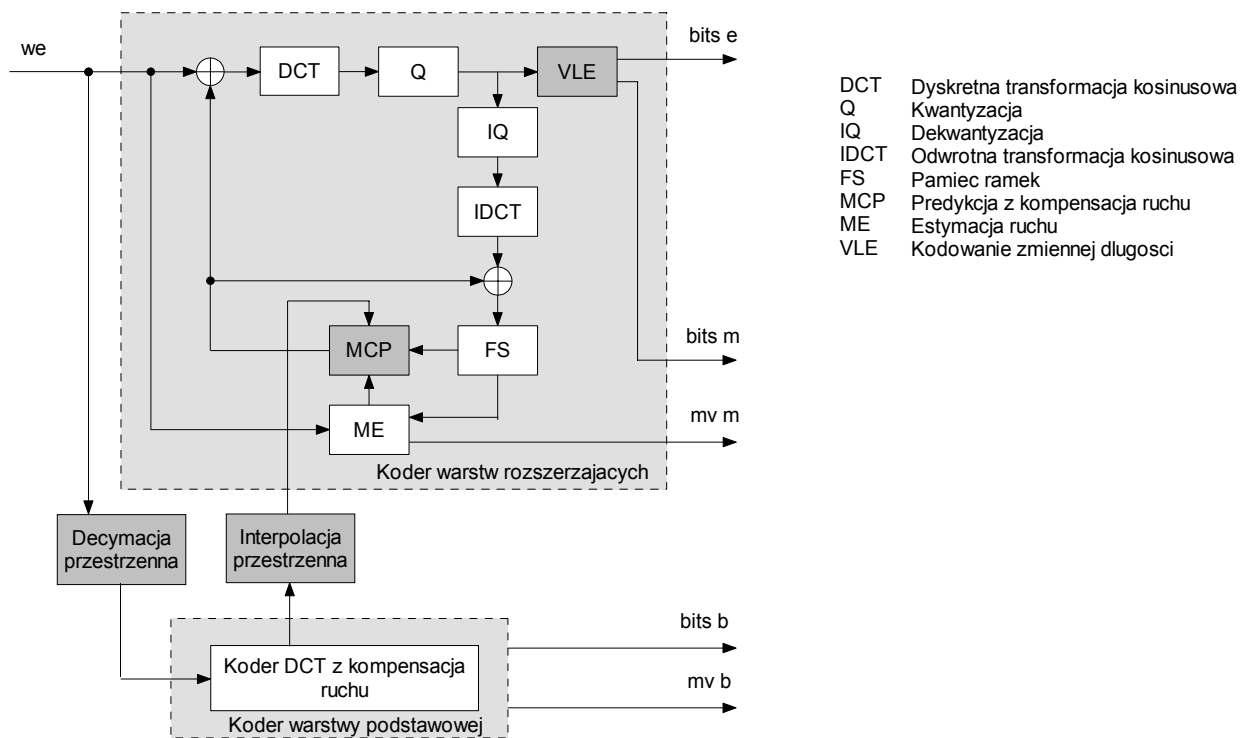 we
DCT
Q
VLE
bits e
IQ
IDCT
MCP
FS
bits m
ME
mv m
Koder warstw rozszerzajacych
DCT Dyskretna transformacja kosinusowa
Q Kwantyzacja
IQ Dekwantyzacja
IDCT Odwrotna transformacja kosinusowa
FS Pamiec ramek
MCP Predykcja z kompensacja ruchu
ME Estymacja ruchu
VLE Kodowanie zmiennej dlugosci
Decymacja
przestrzenna
Interpolacja
przestrzenna
Koder DCT z kompensacja
ruchu
Koder warstwy podstawowej
bits b
mv b